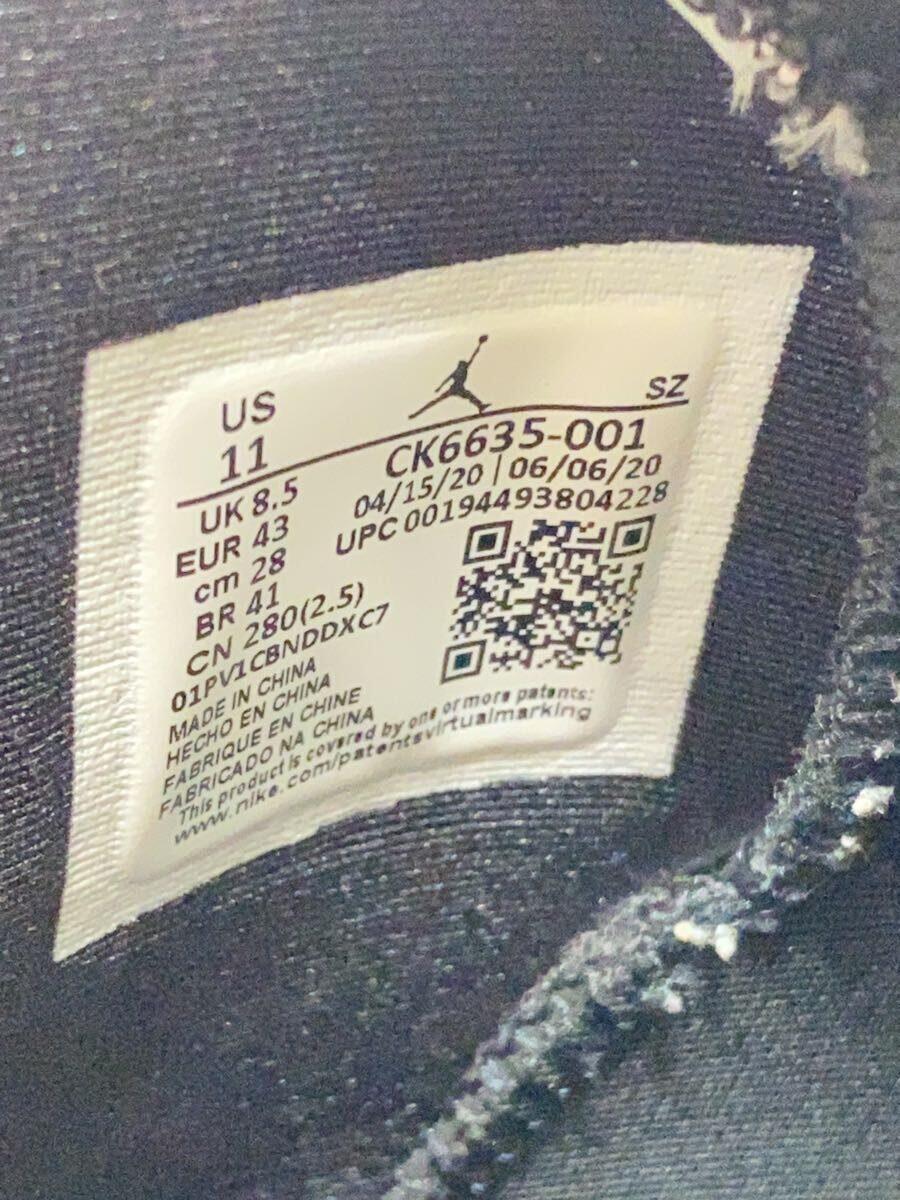 US
11
SZ
CK6635-001
04/15/20 | 06/06/20
UPC 00194493804228
UK 8.5
EUR 43
cm 28
BR 41
CN 280(2.5)
01PV1CBNDDXC7
MADE IN CHINA
HECHO EN CHINA
FABRIQUE EN CHINE
FABRICADO NA CHINA
This product is covered by one or more patents:
www.nike.com/patentsvirtualmarking